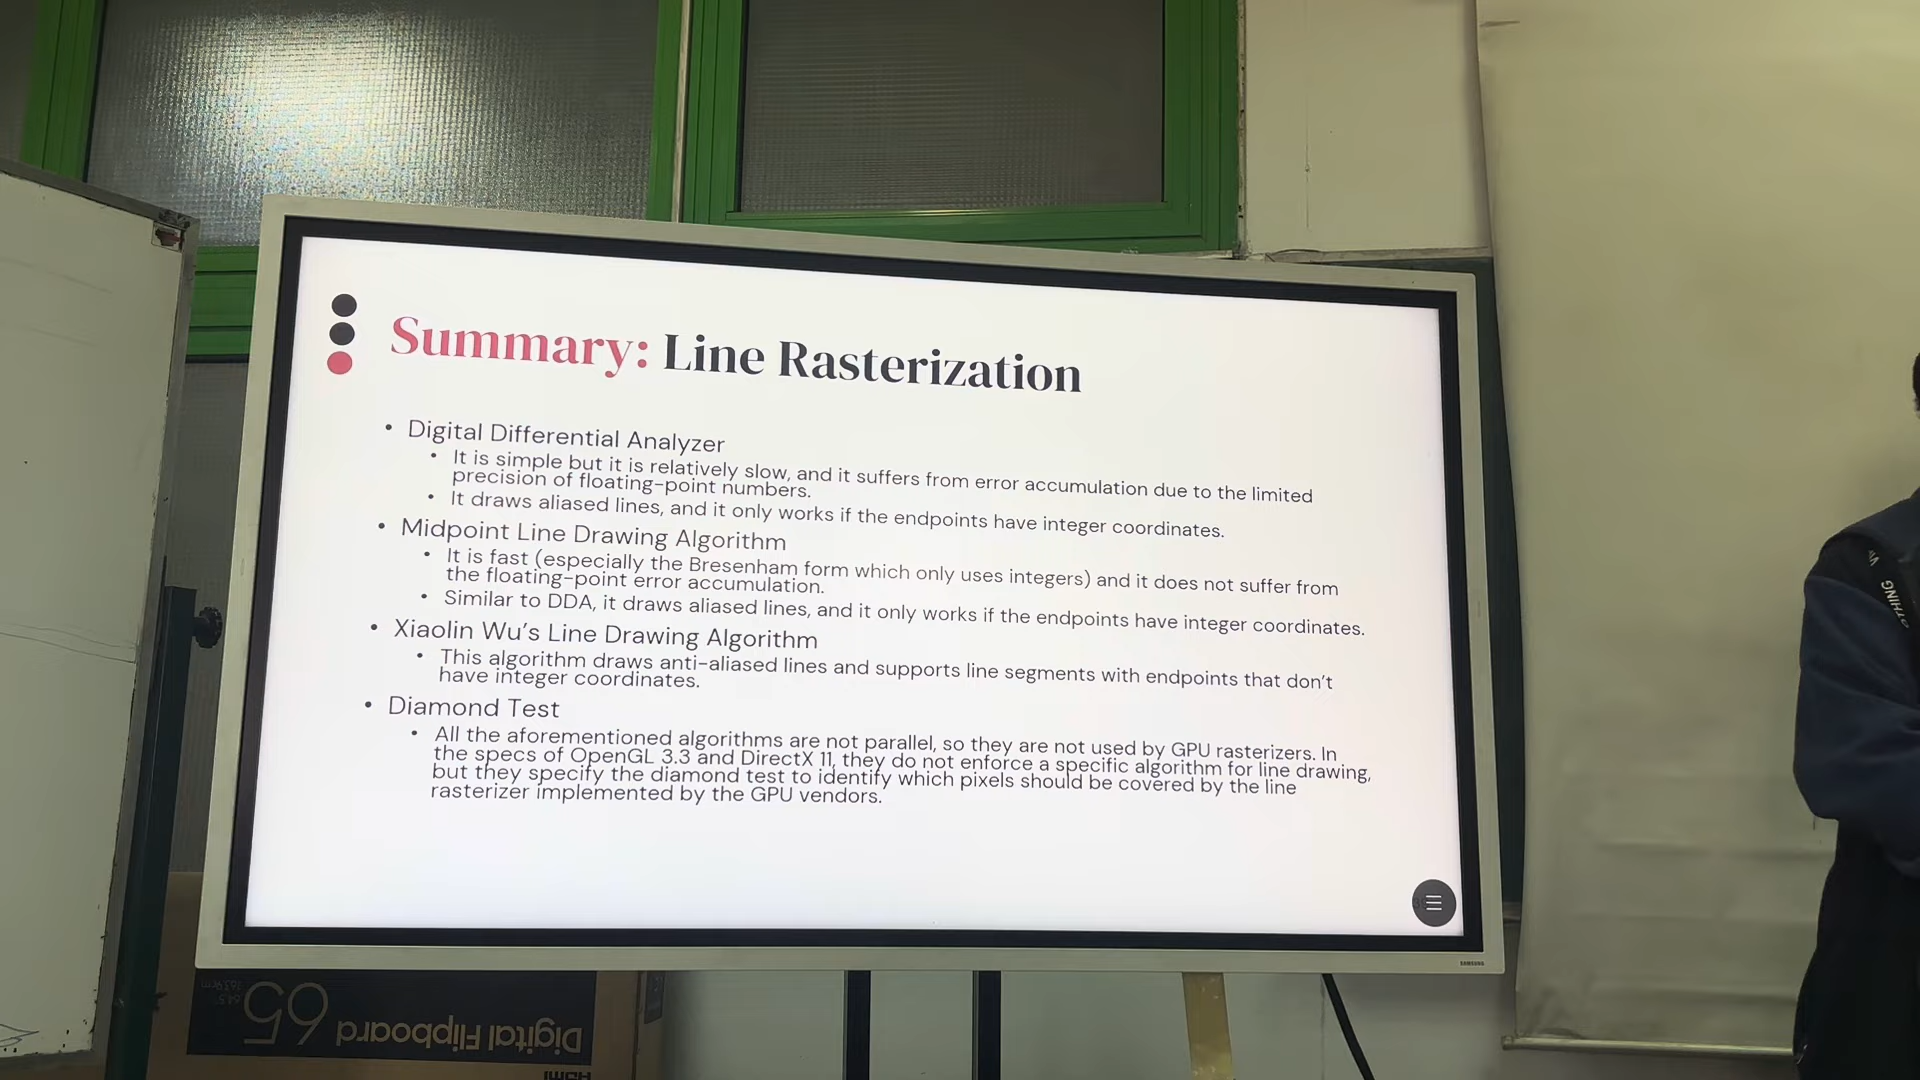 Summary: Line Rasterization
• Digital Differential Analyzer
• It is simple but it is relatively slow, and it suffers from error accumulation due to the limited
precision of floating-point numbers.
• It draws aliased lines, and it only works if the endpoints have integer coordinates.
• Midpoint Line Drawing Algorithm
• It is fast (especially the Bresenham form which only uses integers) and it does not suffer from
the floating-point error accumulation.
• Similar to DDA, it draws aliased lines, and it only works if the endpoints have integer coordinates.
• Xiaolin Wu's Line Drawing Algorithm
• This algorithm draws anti-aliased lines and supports line segments with endpoints that don't
have integer coordinates.
• Diamond Test
• All the aforementioned algorithms are not parallel, so they are not used by GPU rasterizers. In
the specs of OpenGL 3.3 and DirectX 11, they do not enforce a specific algorithm for line drawing,
but they specify the diamond test to identify which pixels should be covered by the line
rasterizer implemented by the GPU vendors.
SAMSUNG
Digital Flipboard 65
HDMI